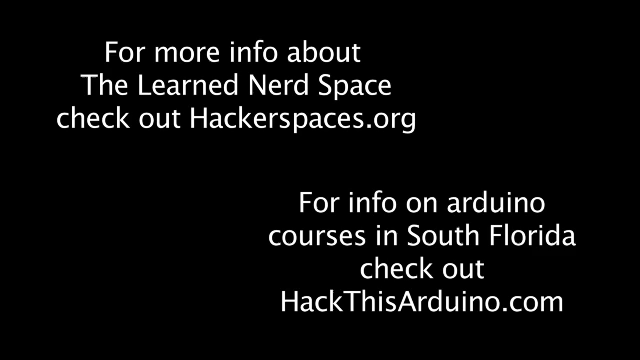 For more info about
The Learned Nerd Space
check out Hackerspaces.org
For info on arduino
courses in South Florida
check out
HackThisArduino.com